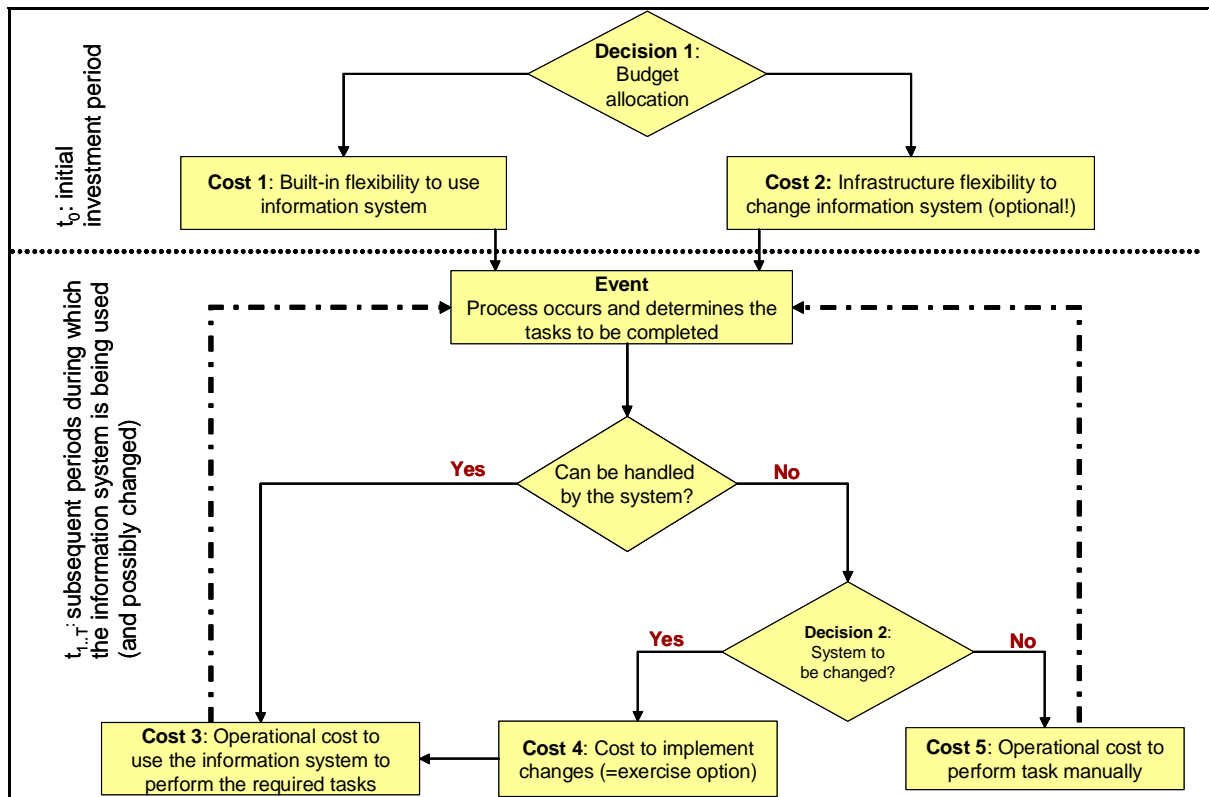 Decision 1:
Budget
allocation
t0: initial
investment period
Cost 1: Built-in flexibility to use
information system
Cost 2: Infrastructure flexibility to
change information system (optional!)
Event
Process occurs and determines the
tasks to be completed
t1..T: subsequent periods during which
the information system is being used
(and possibly changed)
Yes
Can be handled
by the system?
No
Yes
Decision 2:
System to
be changed?
No
Cost 3: Operational cost to
use the information system to
perform the required tasks
Cost 4: Cost to implement
changes (=exercise option)
Cost 5: Operational cost to
perform task manually